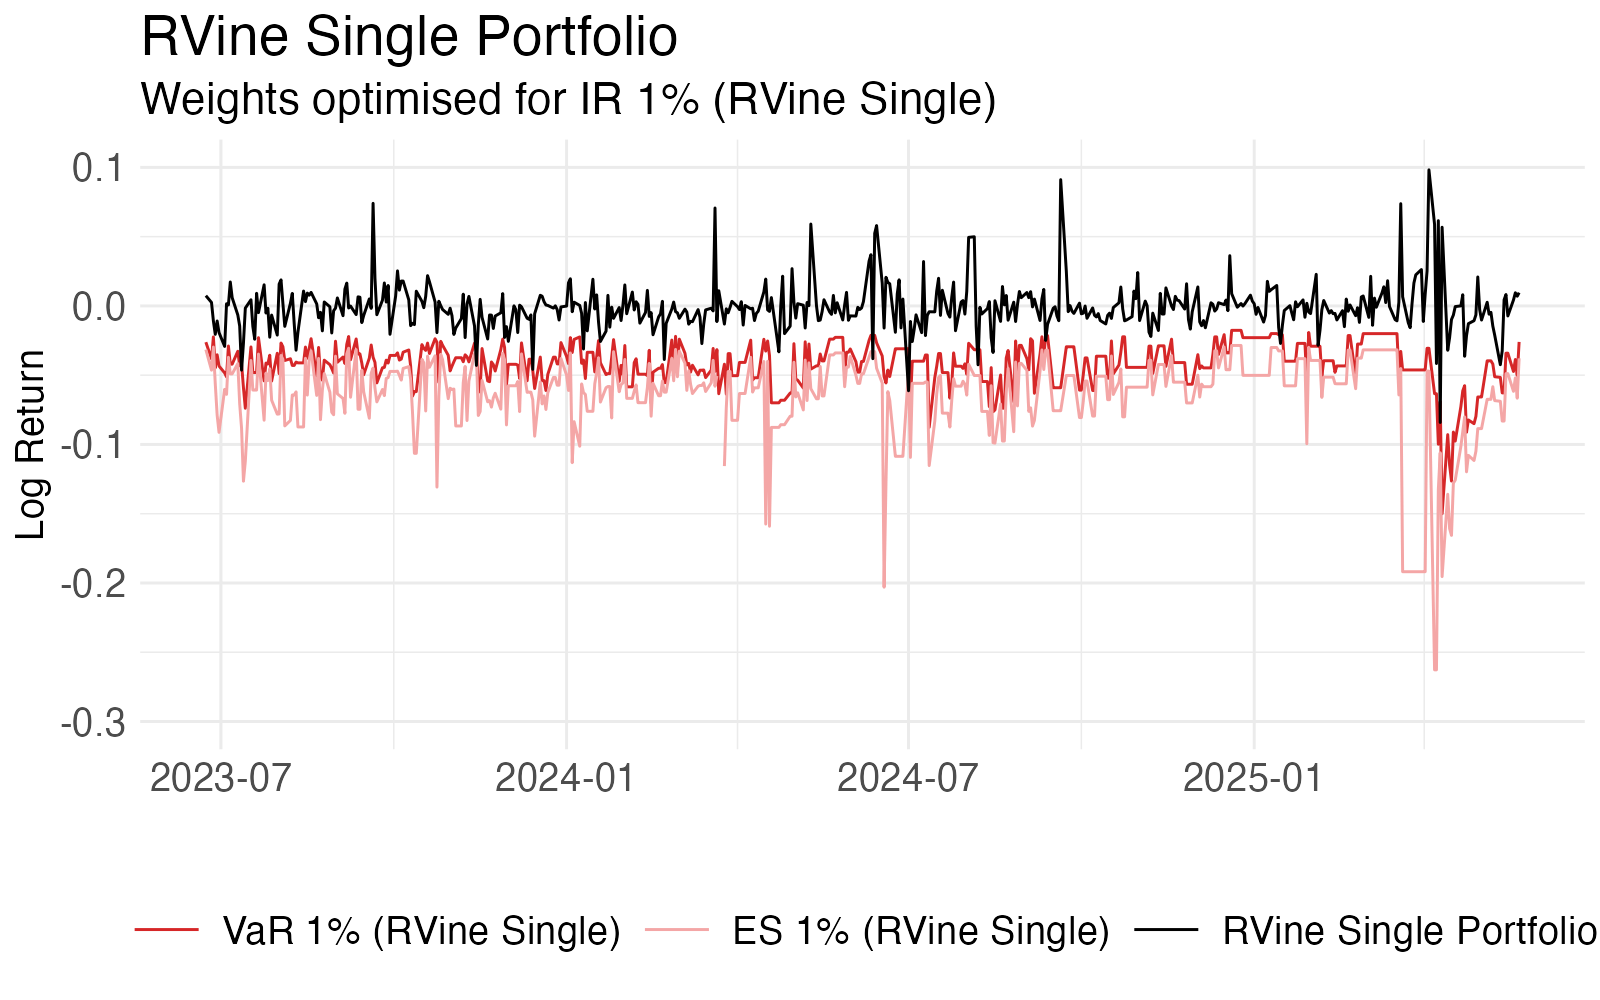 RVine Single Portfolio
Weights optimised for IR 1% (RVine Single)
Log Return
0.1
0.0
-0.1
-0.2
-0.3
2023-07 2024-01 2024-07 2025-01
VaR 1% (RVine Single) ES 1% (RVine Single) RVine Single Portfolio